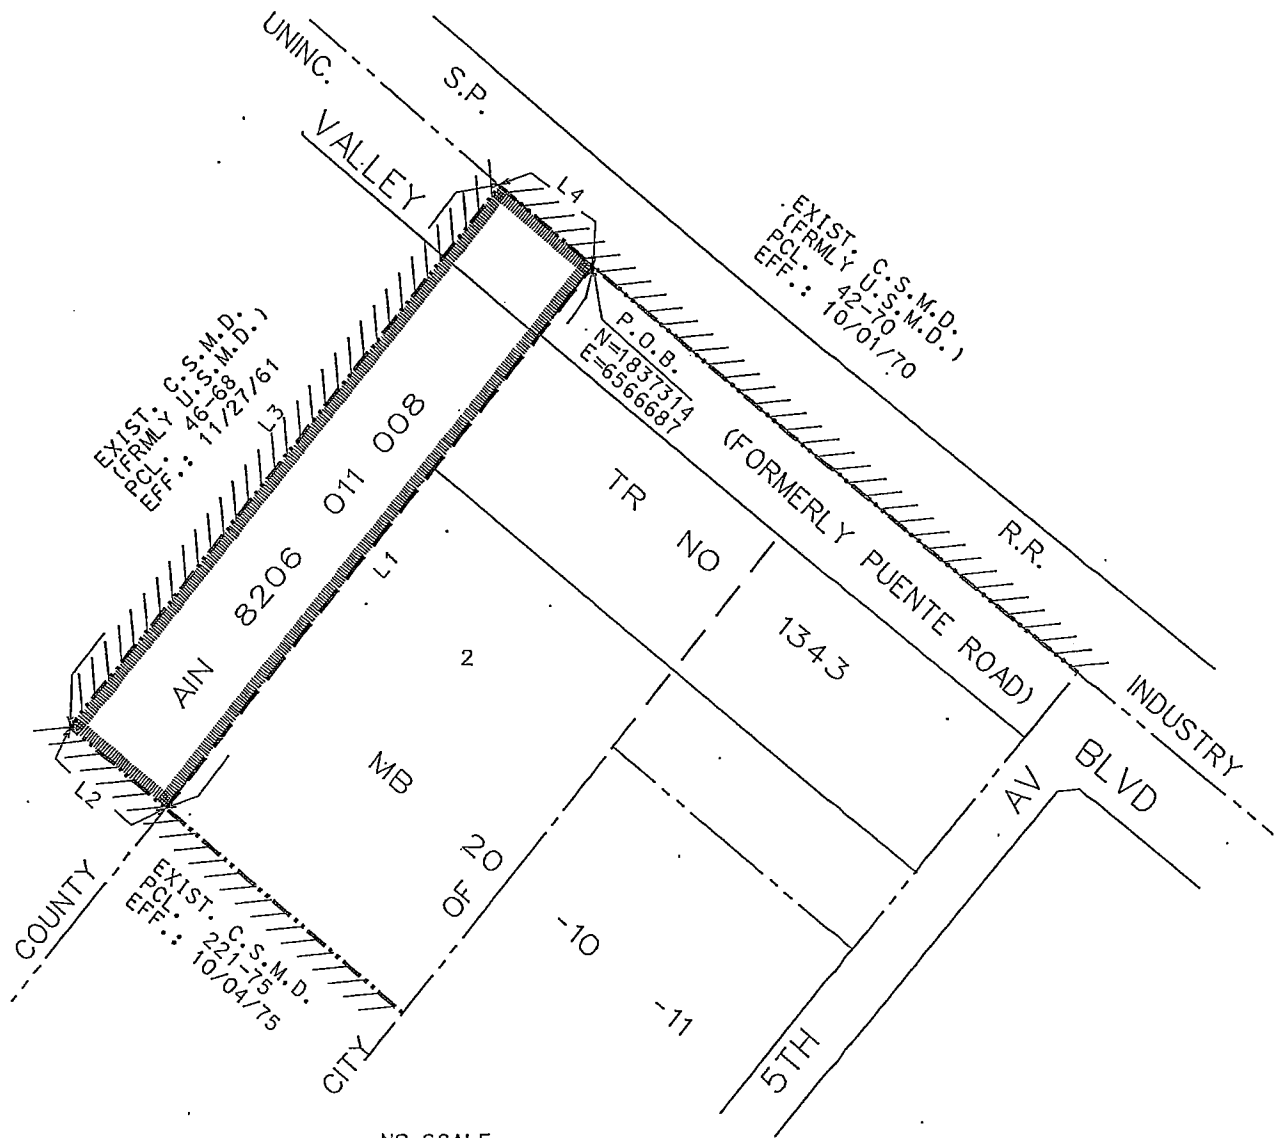 UNINC.
S.P.
VALLEY
L4
EXIST. C.S.M.D.
(FRMLY U.S.M.D.)
PCL. 42-70
EFF.: 10/01/70
P.O.B.
N=1837314
E=6566687
EXIST. C.S.M.D.
(FRMLY U.S.M.D.)
PCL. 46-68
EFF.: 11/27/61
L3
AIN 8206 011 008
L1
(FORMERLY PUENTE ROAD)
R.R.
TR NO 1343
2
INDUSTRY
BLVD
AV
MB 20 -10 -11
L2
COUNTY
EXIST. C.S.M.D.
PCL. 221-75
EFF.: 10/04/75
CITY OF
5TH
NO SCALE